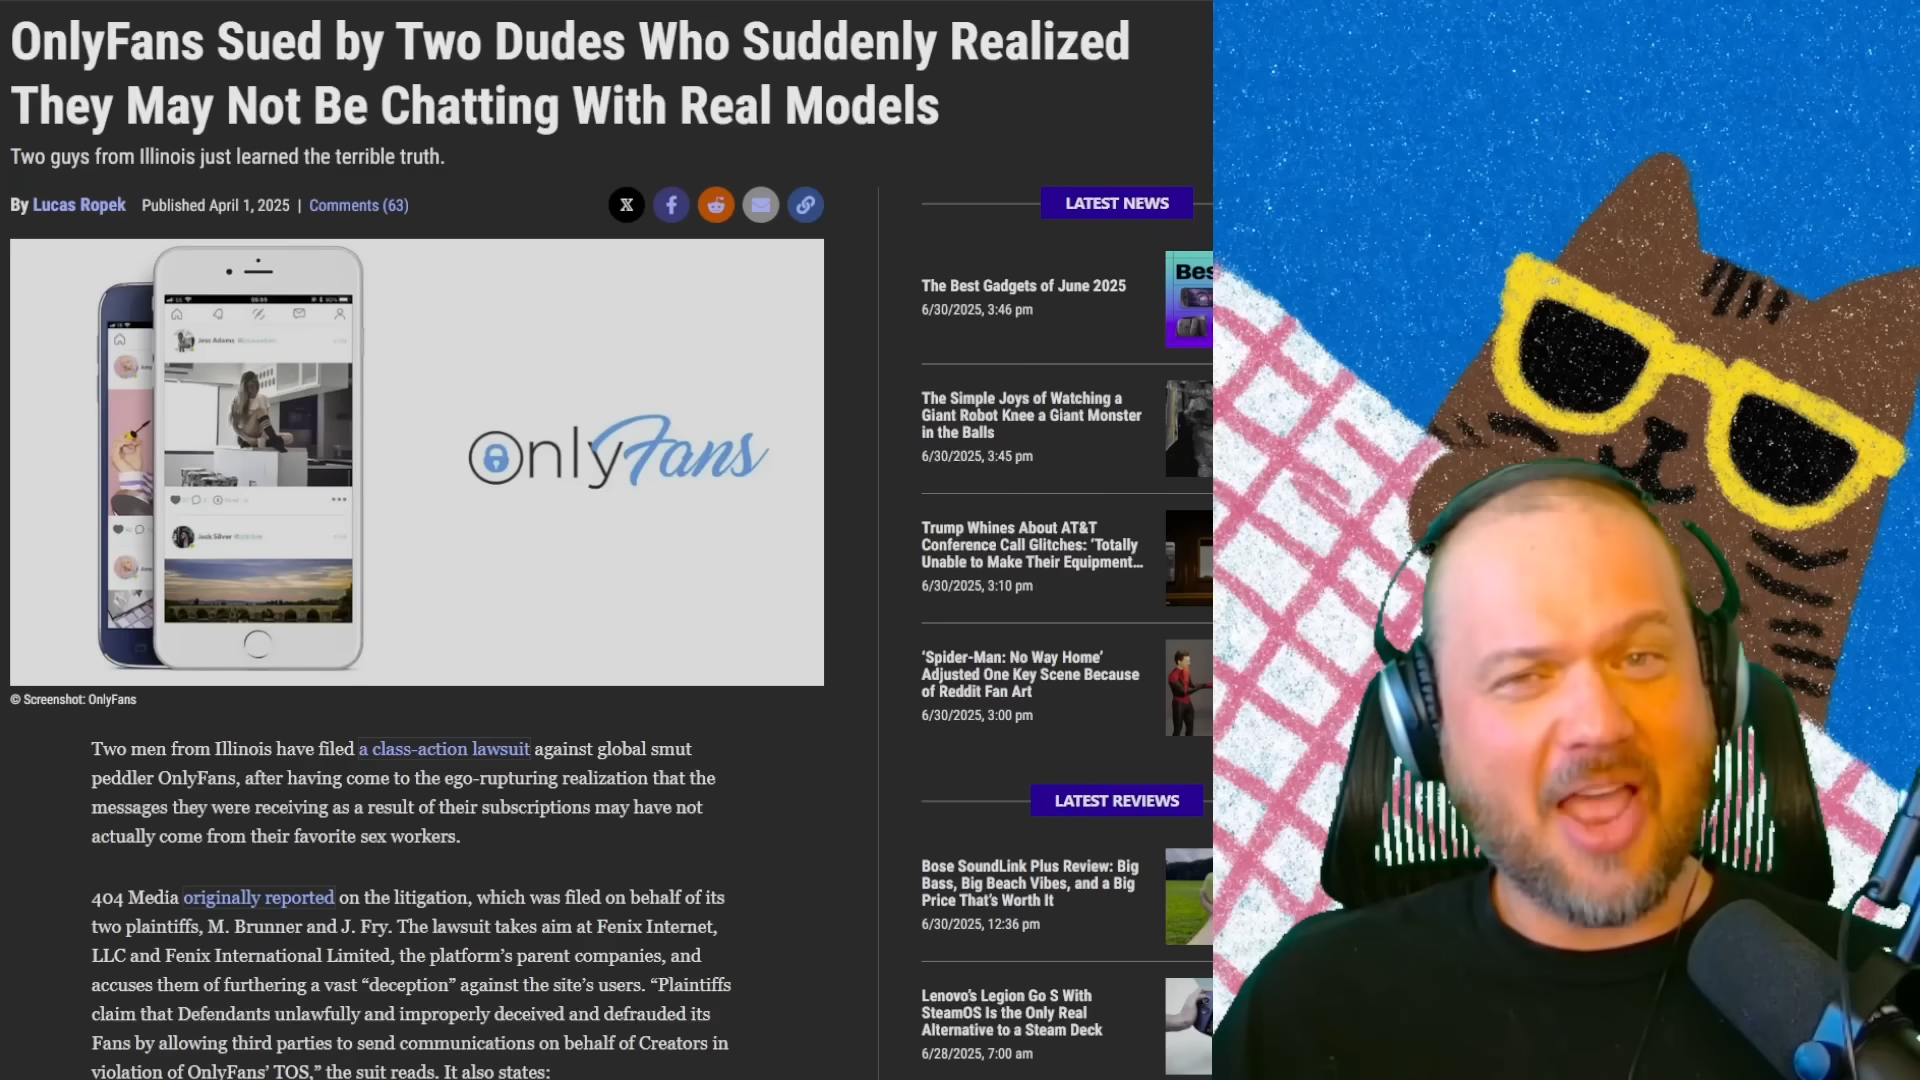 OnlyFans Sued by Two Dudes Who Suddenly Realized
They May Not Be Chatting With Real Models
Two guys from Illinois just learned the terrible truth.
By Lucas Ropek Published April 1, 2025 | Comments (63)
OnlyFans
Jess Adams
Jack Silver
© Screenshot: OnlyFans
Two men from Illinois have filed a class-action lawsuit against global smut
peddler OnlyFans, after having come to the ego-rupturing realization that the
messages they were receiving as a result of their subscriptions may have not
actually come from their favorite sex workers.
404 Media originally reported on the litigation, which was filed on behalf of its
two plaintiffs, M. Brunner and J. Fry. The lawsuit takes aim at Fenix Internet,
LLC and Fenix International Limited, the platform’s parent companies, and
accuses them of furthering a vast “deception” against the site’s users. “Plaintiffs
claim that Defendants unlawfully and improperly deceived and defrauded its
Fans by allowing third parties to send communications on behalf of Creators in
violation of OnlyFans’ TOS,” the suit reads. It also states:
LATEST NEWS
The Best Gadgets of June 2025
6/30/2025, 3:46 pm
Bes
The Simple Joys of Watching a
Giant Robot Knee a Giant Monster
in the Balls
6/30/2025, 3:45 pm
Trump Whines About AT&T
Conference Call Glitches: ‘Totally
Unable to Make Their Equipment...
6/30/2025, 3:10 pm
‘Spider-Man: No Way Home’
Adjusted One Key Scene Because
of Reddit Fan Art
6/30/2025, 3:00 pm
LATEST REVIEWS
Bose SoundLink Plus Review: Big
Bass, Big Beach Vibes, and a Big
Price That’s Worth It
6/30/2025, 12:36 pm
Lenovo’s Legion Go S With
SteamOS Is the Only Real
Alternative to a Steam Deck
6/28/2025, 7:00 am